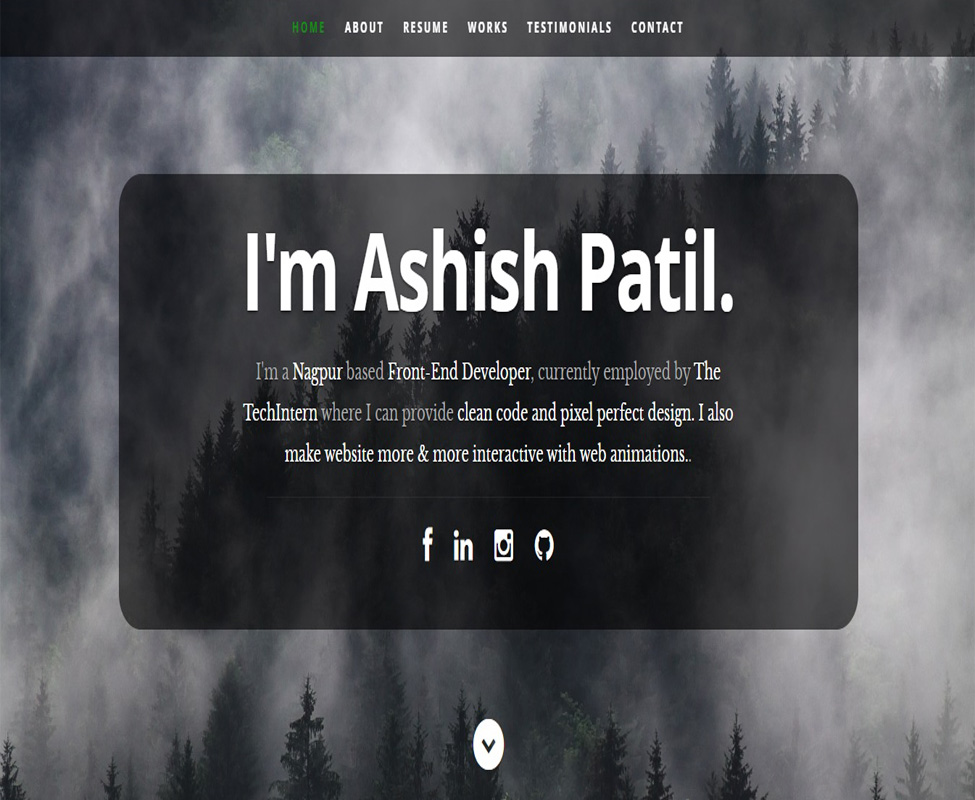 HOME ABOUT RESUME WORKS TESTIMONIALS CONTACT
I'm Ashish Patil.
I'm a Nagpur based Front-End Developer, currently employed by The
TechIntern where I can provide clean code and pixel perfect design. I also
make website more & more interactive with web animations..